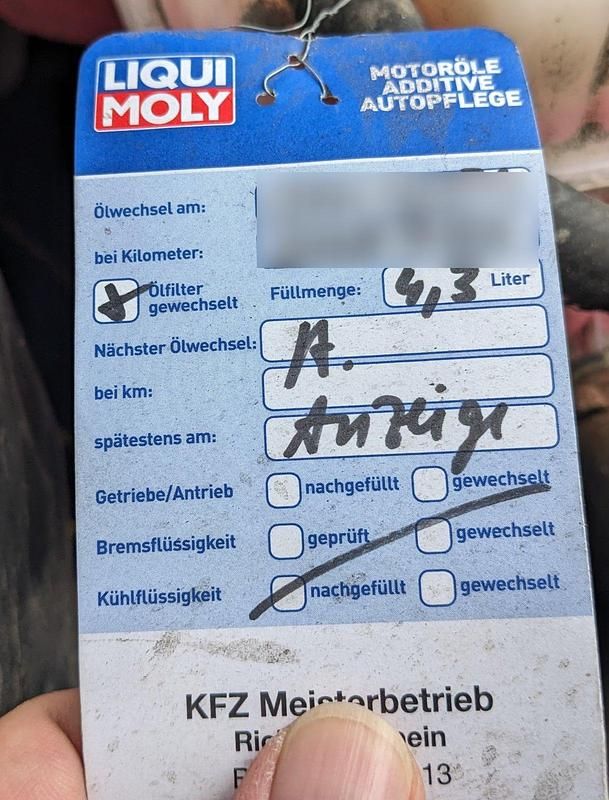 LIQUI
MOLY
MOTORÖLE
ADDITIVE
AUTOPFLEGE
Ölwechsel am:
bei Kilometer:
Ölfilter
gewechselt
Füllmenge: 4,3 Liter
Nächster Ölwechsel: A.
bei km:
spätestens am: Anzeige
Getriebe/Antrieb nachgefüllt gewechselt
Bremsflüssigkeit geprüft gewechselt
Kühlflüssigkeit nachgefüllt gewechselt
KFZ Meisterbetrieb
13